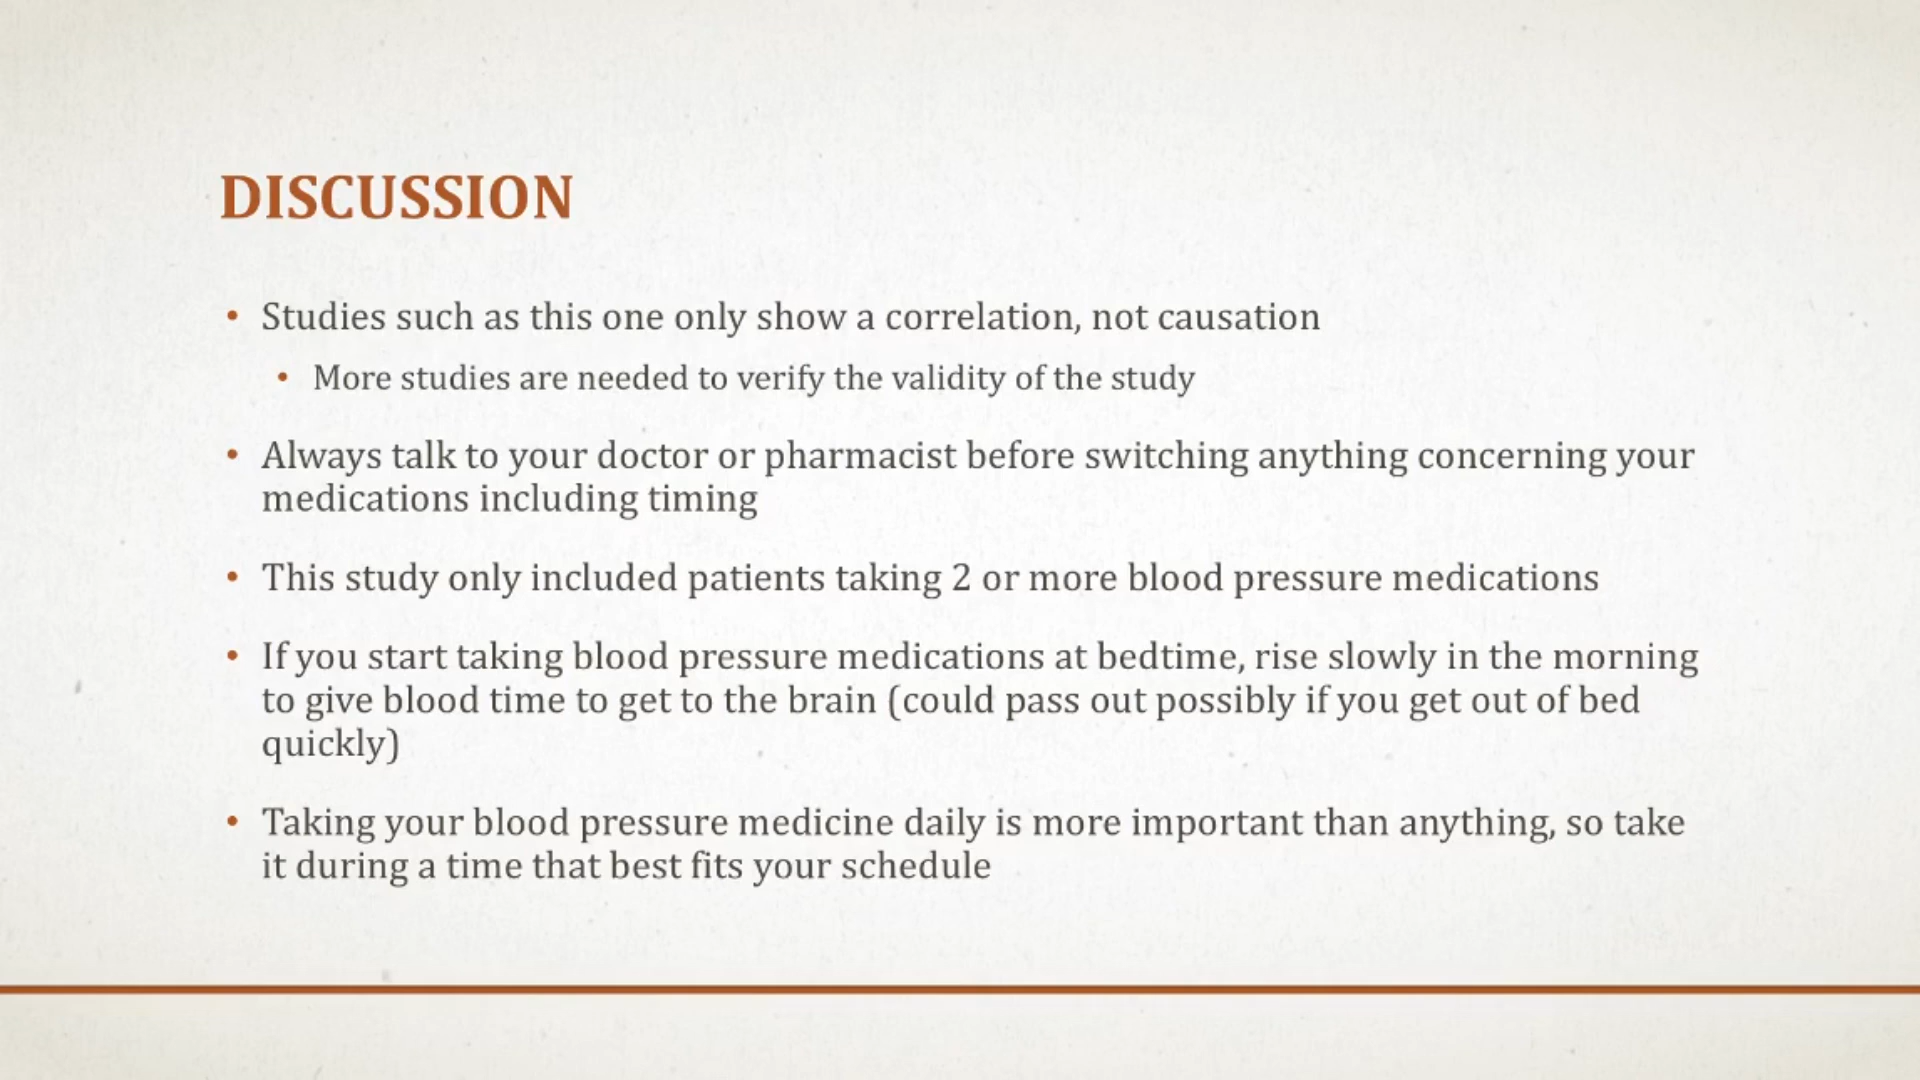 DISCUSSION
• Studies such as this one only show a correlation, not causation
• More studies are needed to verify the validity of the study
• Always talk to your doctor or pharmacist before switching anything concerning your
medications including timing
• This study only included patients taking 2 or more blood pressure medications
• If you start taking blood pressure medications at bedtime, rise slowly in the morning
to give blood time to get to the brain (could pass out possibly if you get out of bed
quickly)
• Taking your blood pressure medicine daily is more important than anything, so take
it during a time that best fits your schedule